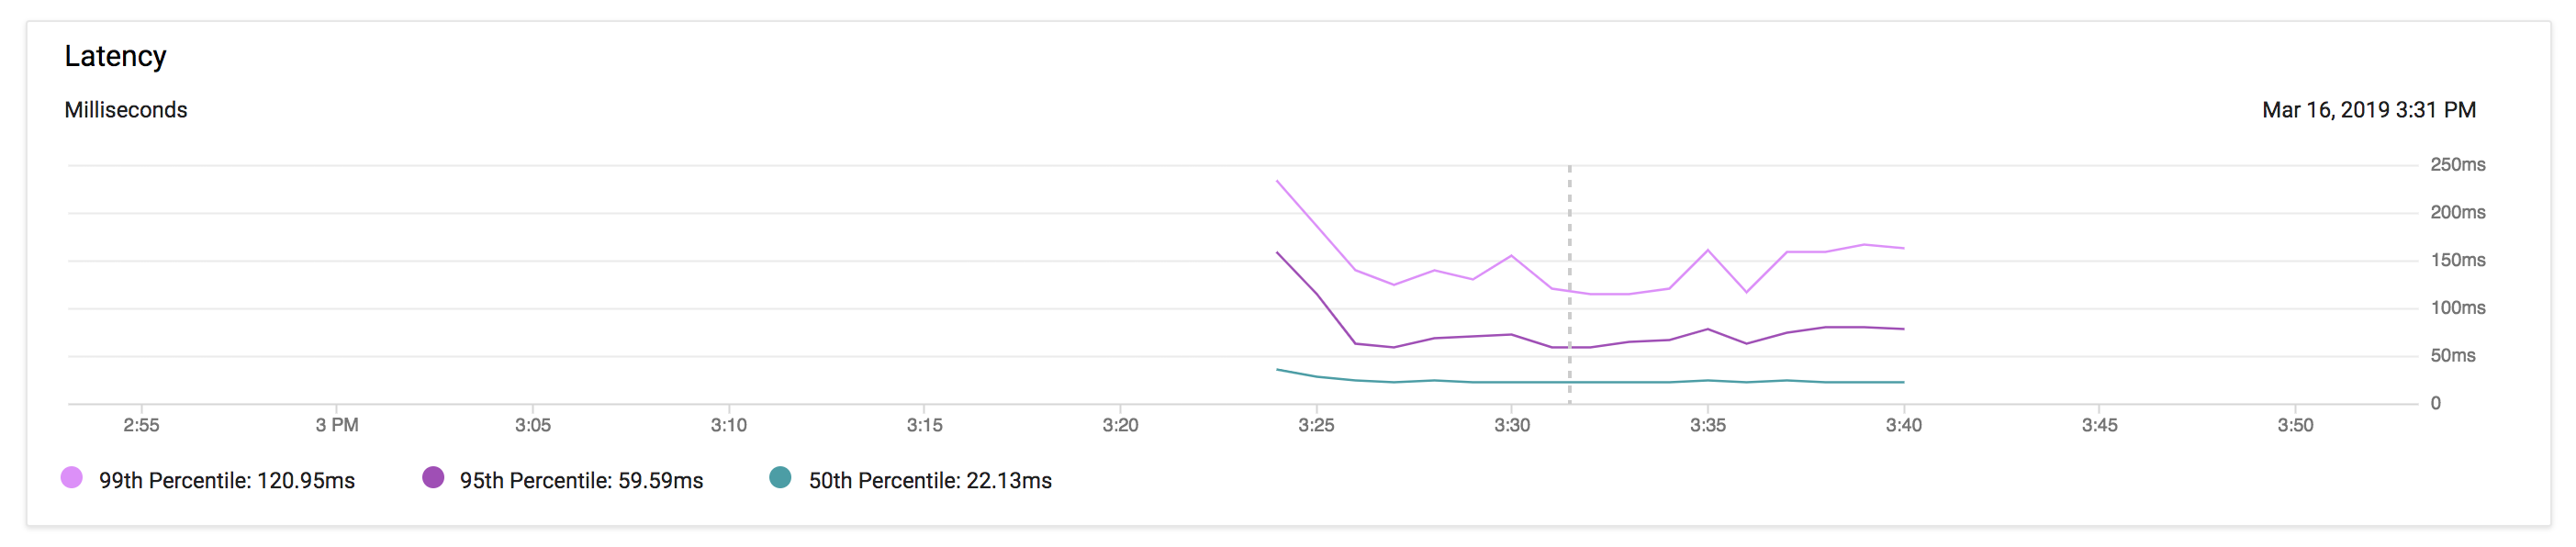 Latency
Milliseconds
Mar 16, 2019 3:31 PM
250ms
200ms
150ms
100ms
50ms
0
2:55 3 PM 3:05 3:10 3:15 3:20 3:25 3:30 3:35 3:40 3:45 3:50
99th Percentile: 120.95ms 95th Percentile: 59.59ms 50th Percentile: 22.13ms